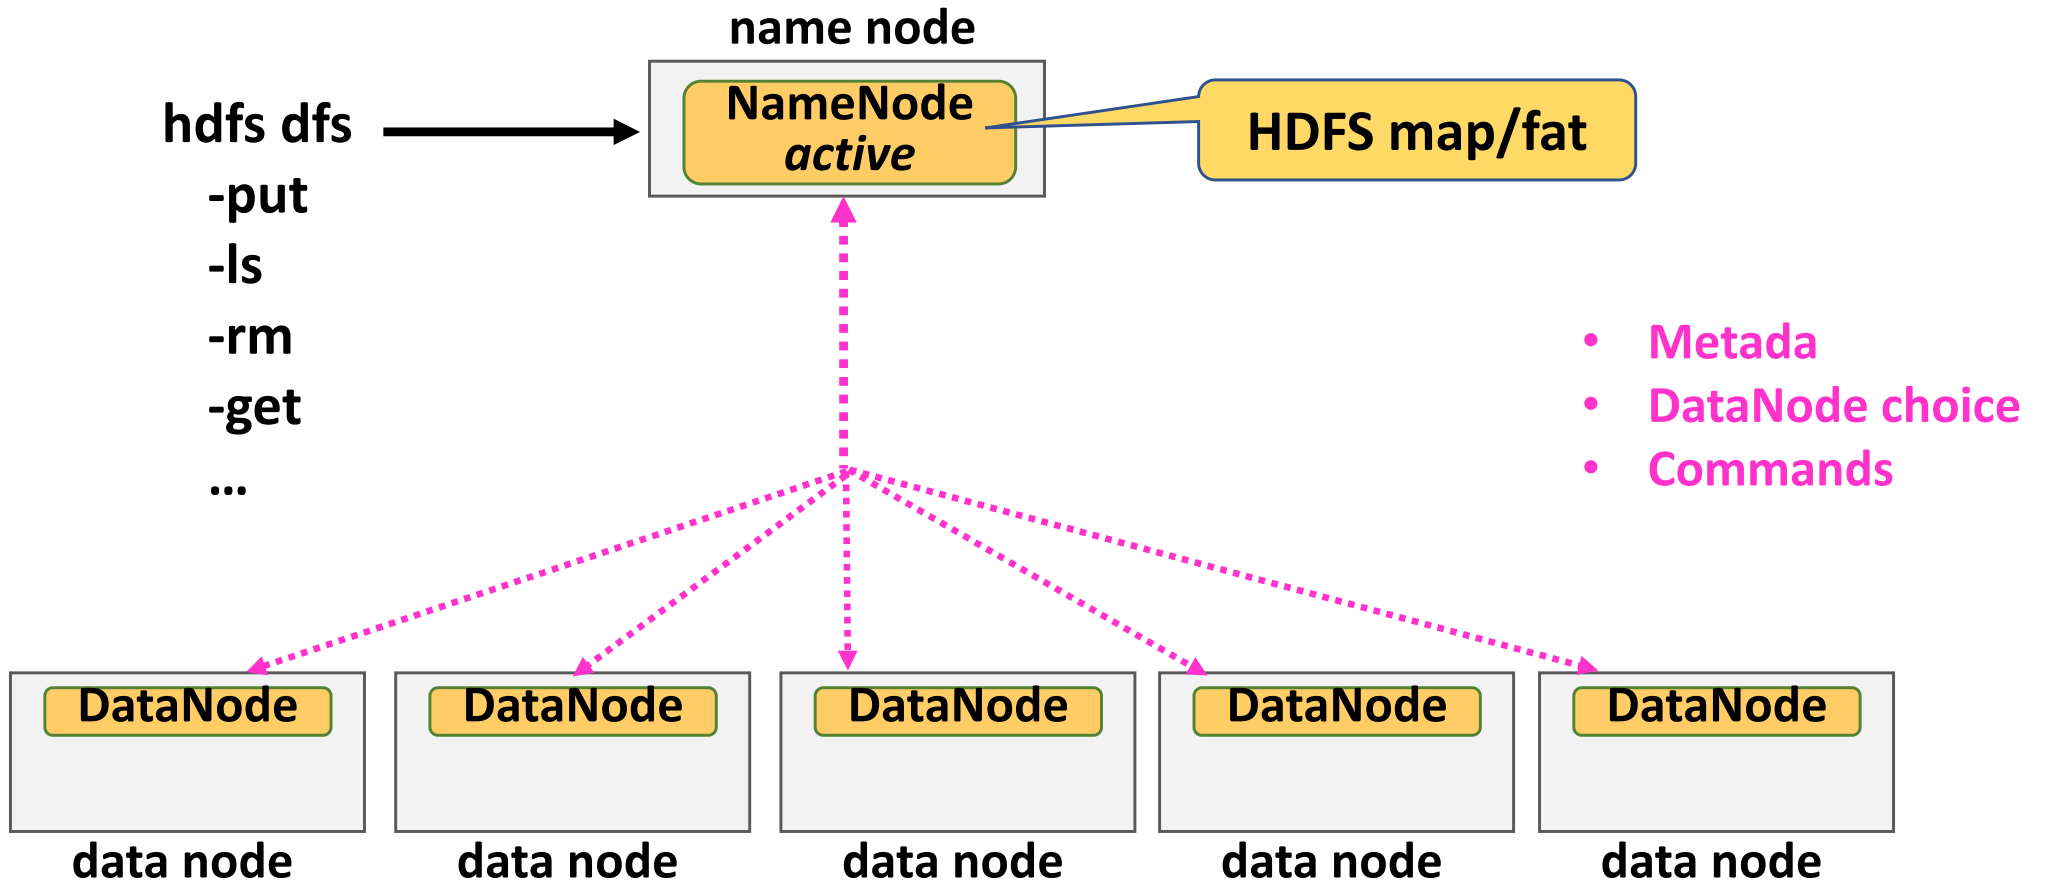 name node
NameNode
active
HDFS map/fat
hdfs dfs
-put
-ls
-rm
-get
...
• Metada
• DataNode choice
• Commands
DataNode
DataNode
DataNode
DataNode
DataNode
data node
data node
data node
data node
data node